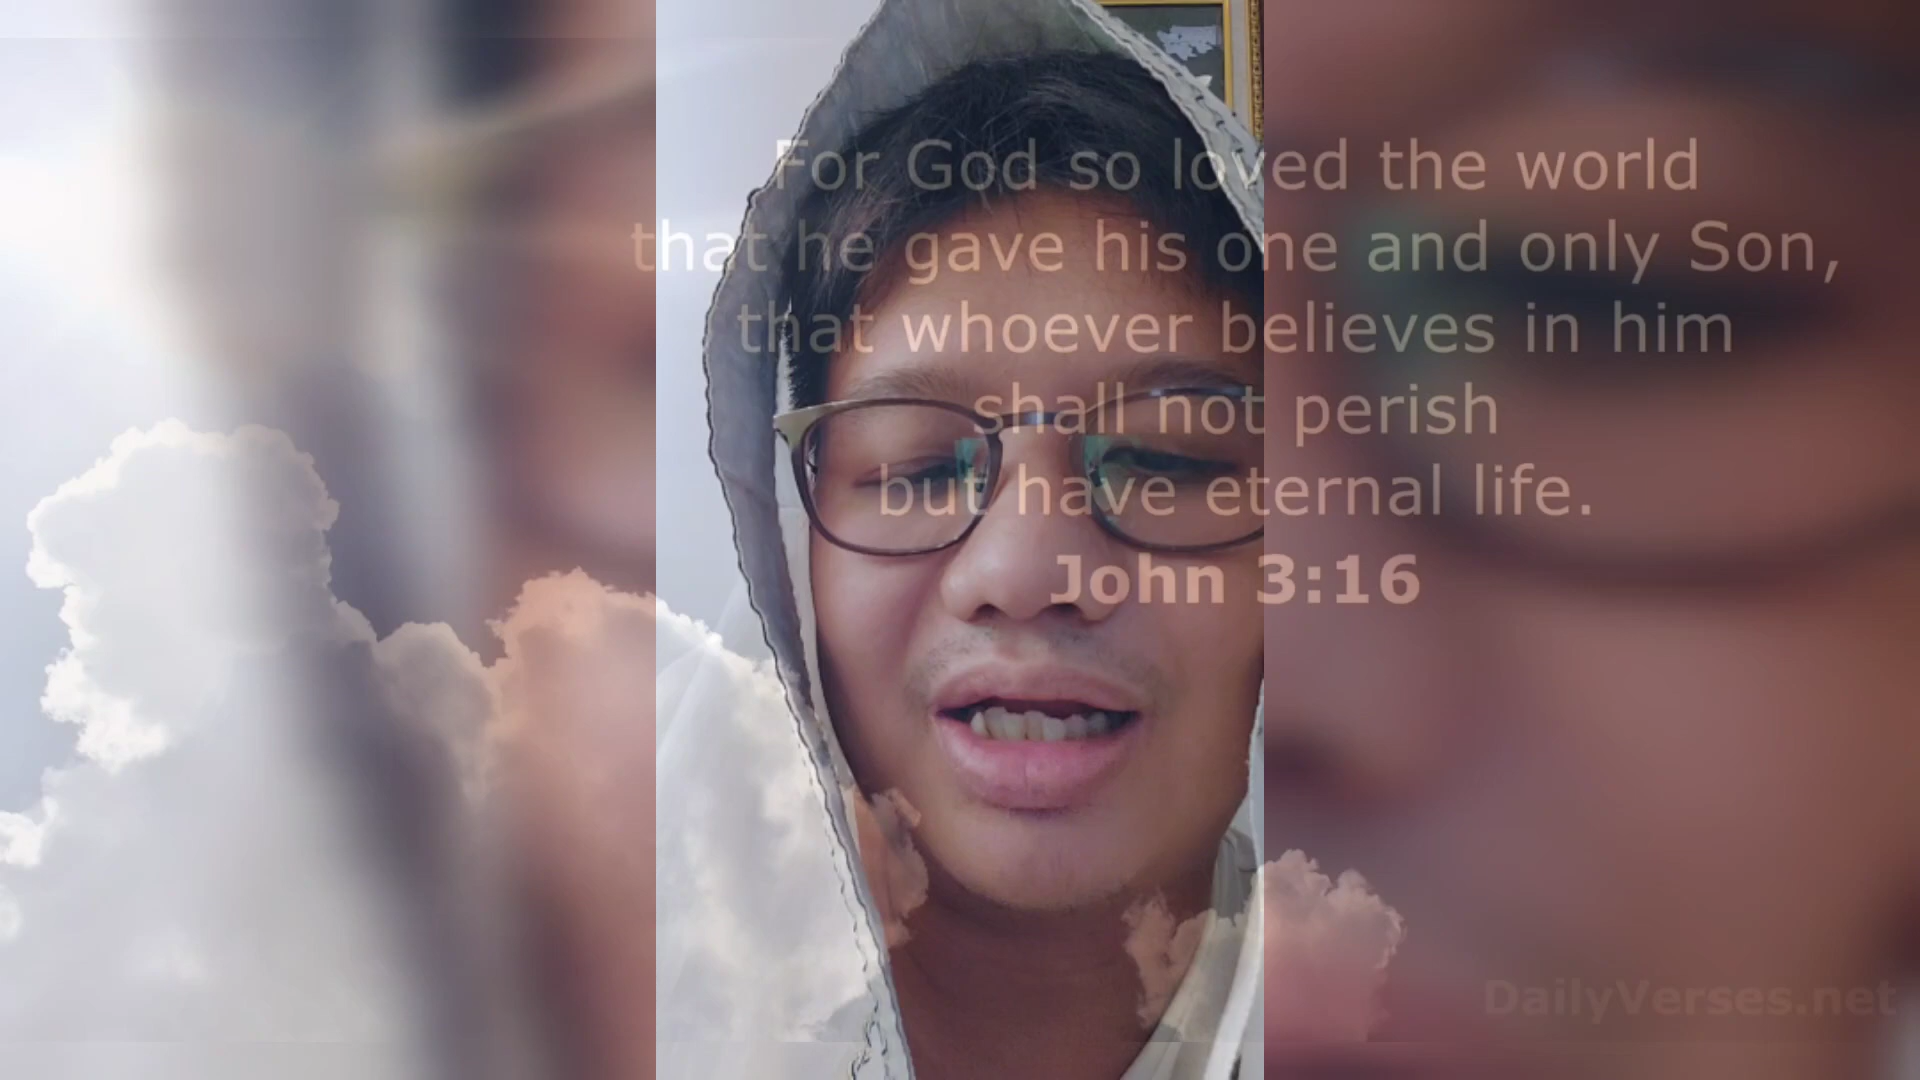 For God so loved the world
that he gave his one and only Son,
that whoever believes in him
shall not perish
but have eternal life.
John 3:16
DailyVerses.net